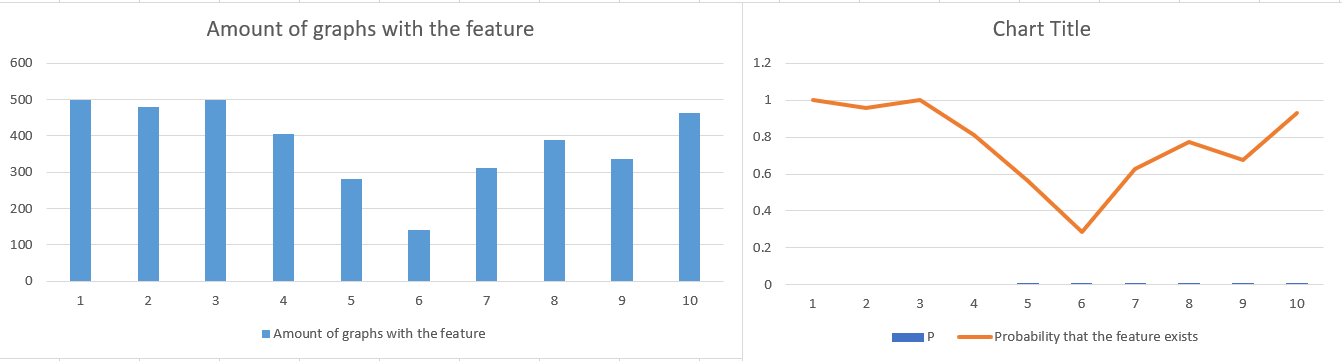 Amount of graphs with the feature
600
500
400
300
200
100
0
1 2 3 4 5 6 7 8 9 10
Amount of graphs with the feature
Chart Title
1.2
1
0.8
0.6
0.4
0.2
0
1 2 3 4 5 6 7 8 9 10
P Probability that the feature exists